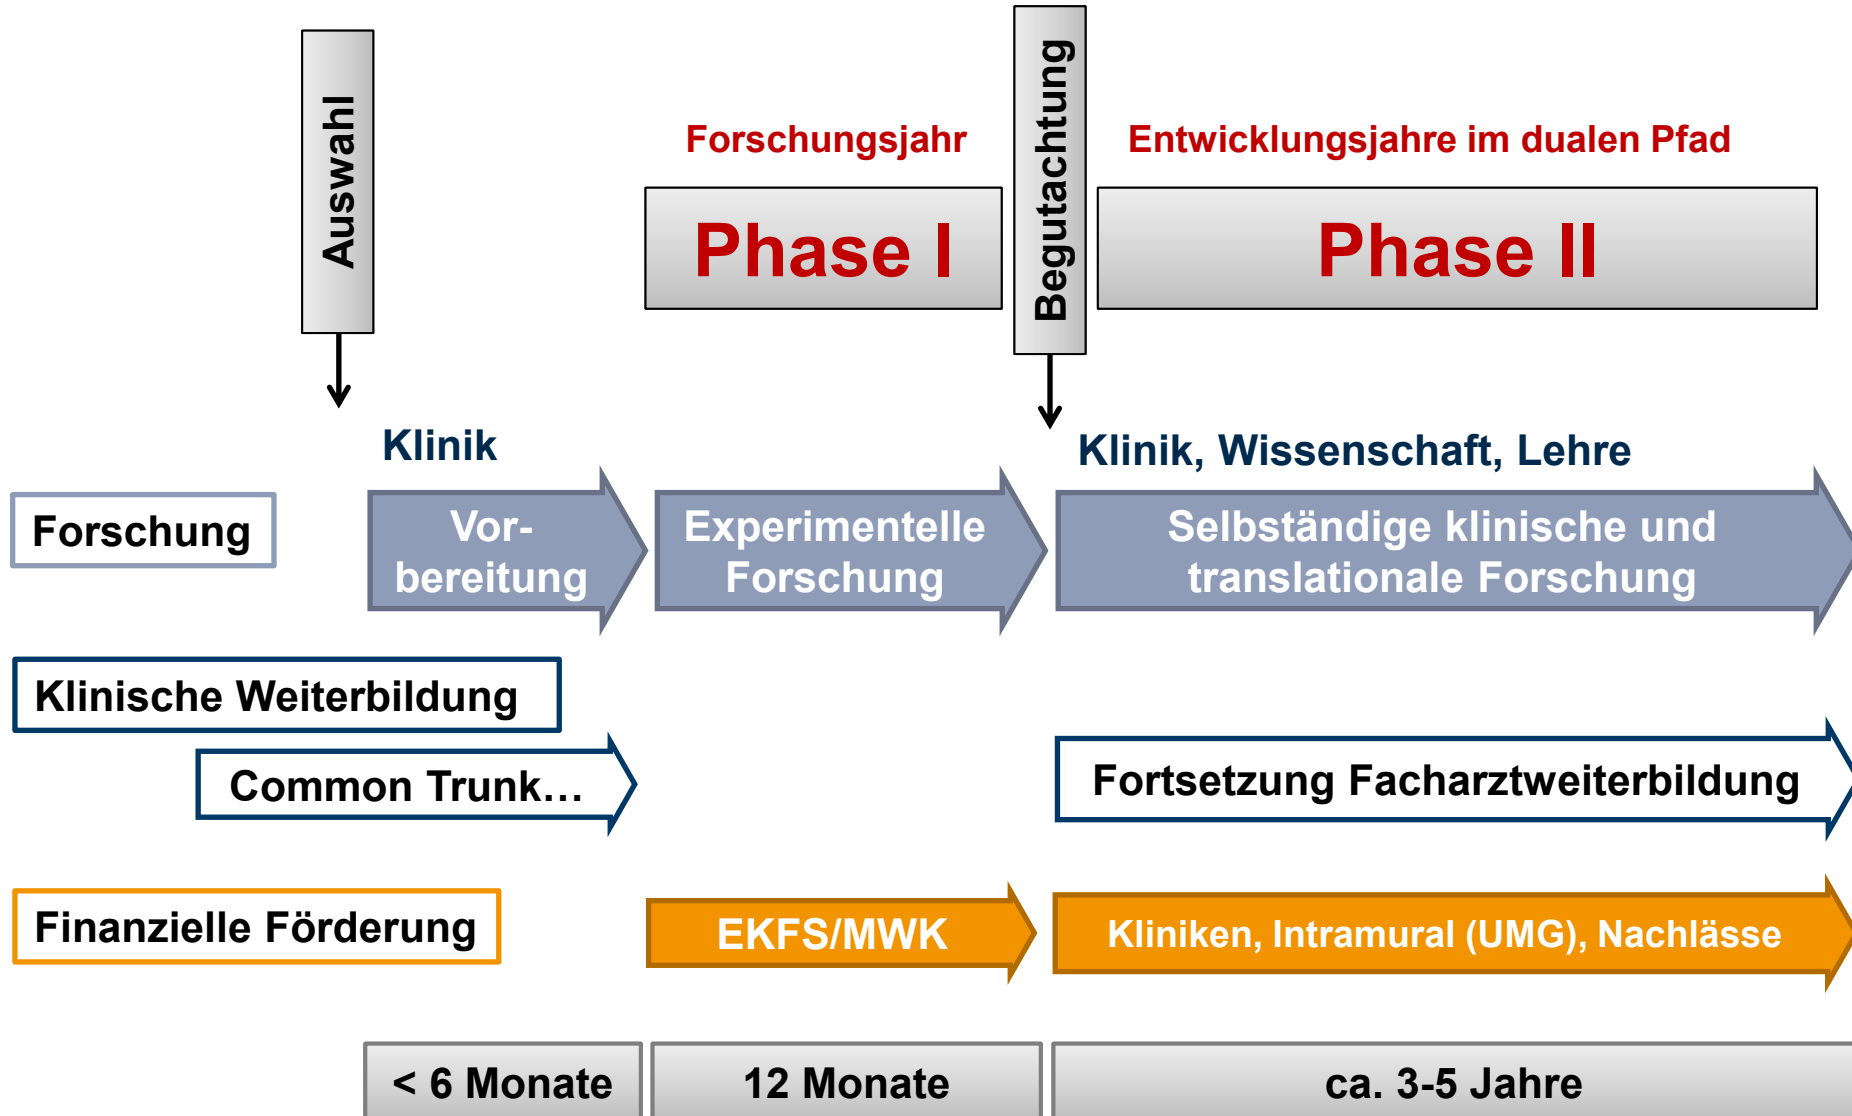 Auswahl
Begutachtung
Forschungsjahr
Entwicklungsjahre im dualen Pfad
Phase I
Phase II
Klinik
Klinik, Wissenschaft, Lehre
Forschung
Vor-
bereitung
Experimentelle
Forschung
Selbständige klinische und
translationale Forschung
Klinische Weiterbildung
Common Trunk…
Fortsetzung Facharztweiterbildung
Finanzielle Förderung
EKFS/MWK
Kliniken, Intramural (UMG), Nachlässe
< 6 Monate
12 Monate
ca. 3-5 Jahre